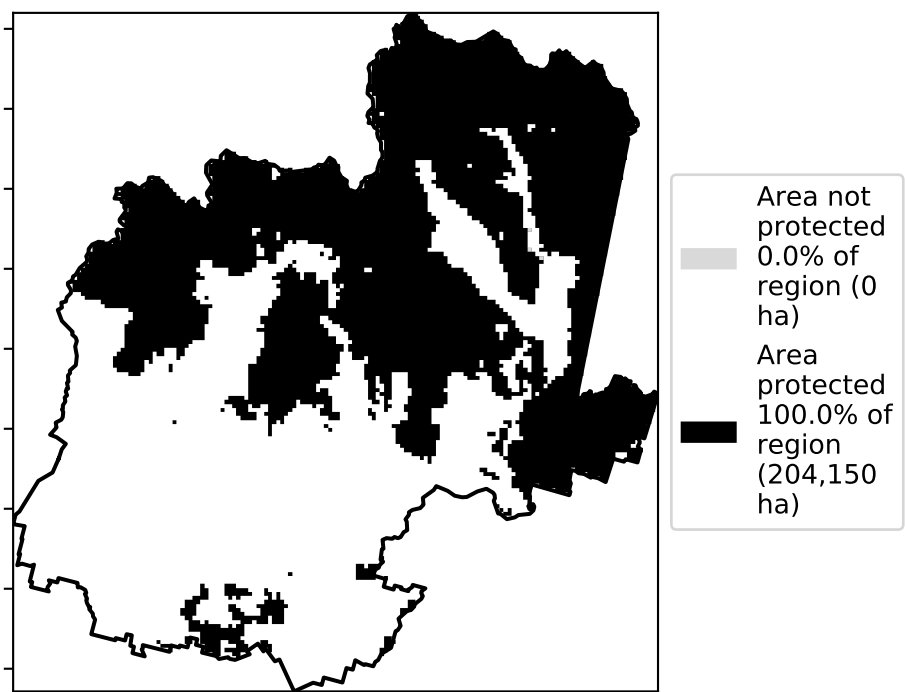 Area not
protected
0.0% of
region (0
ha)
Area
protected
100.0% of
region
(204,150
ha)